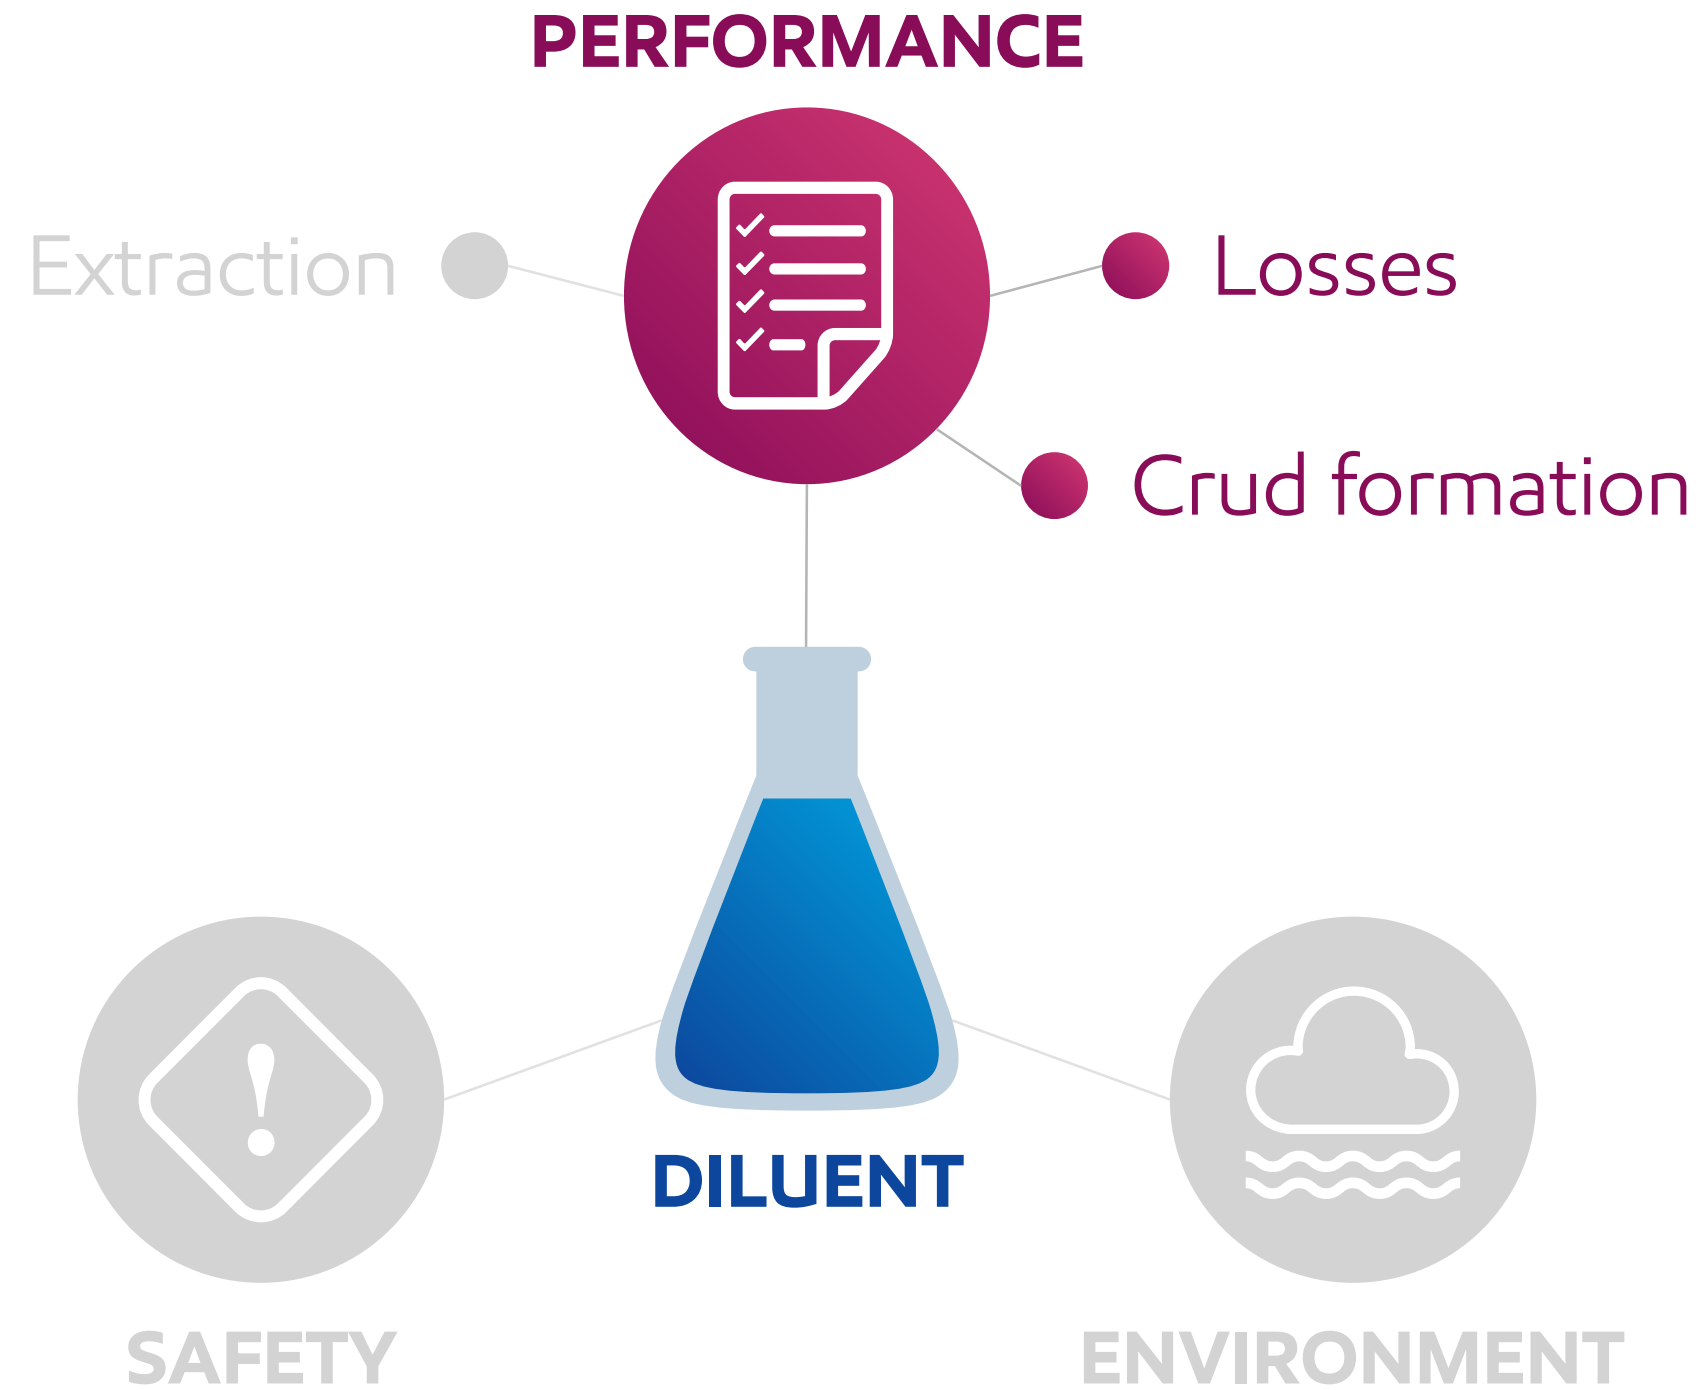 PERFORMANCE
Extraction
Losses
Crud formation
DILUENT
SAFETY
ENVIRONMENT